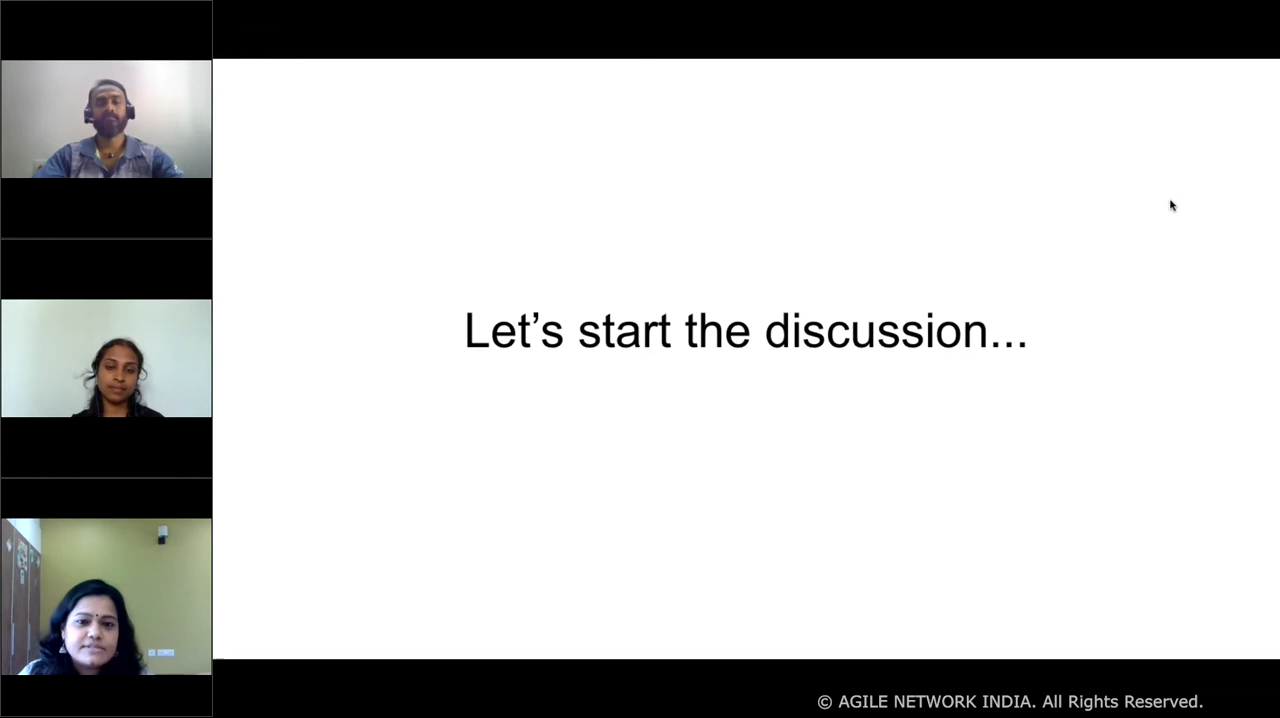 Let’s start the discussion...
© AGILE NETWORK INDIA. All Rights Reserved.